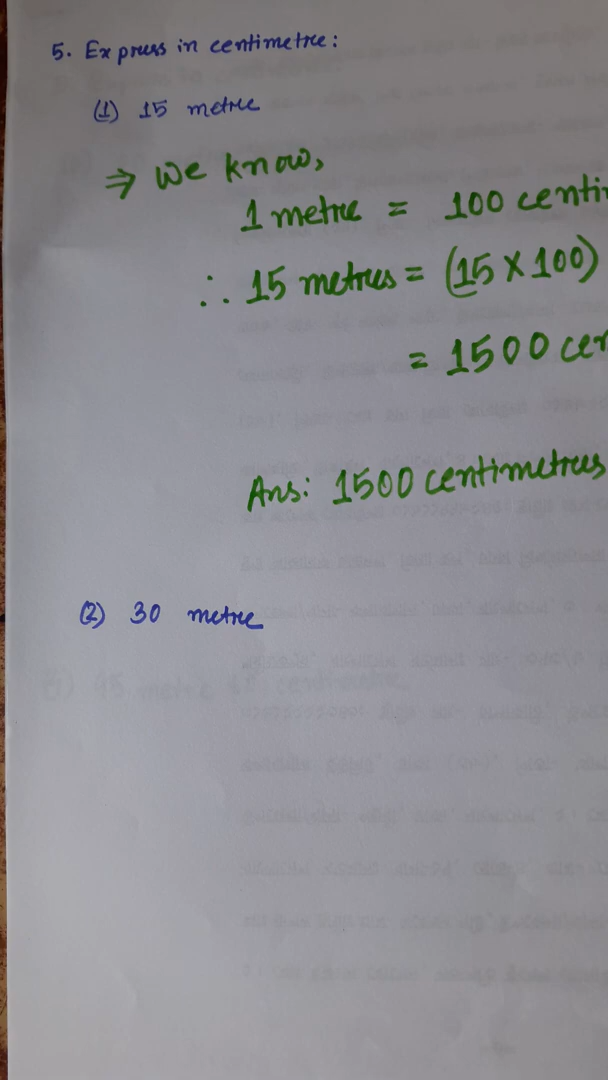 5. Express in centimetre:
(1) 15 metre
⇒ We know,
1 metre = 100 centi
∴ 15 metres = (15 × 100)
= 1500 cen
Ans: 1500 centimetres
(2) 30 metre